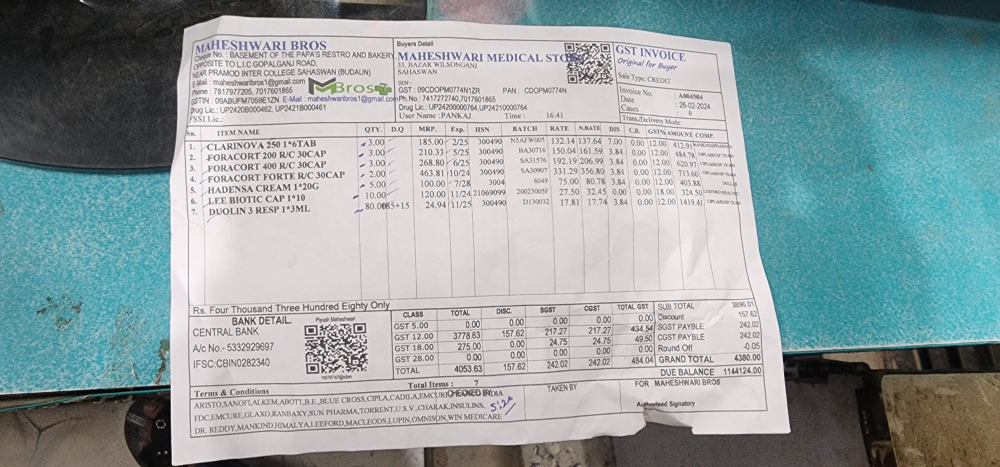 MAHESHWARI BROS
BASEMENT OF THE PAPA'S RESTRO AND BAKERY
OPPOSITE TO L.I.C GOPALGANJ ROAD,
NEAR PRAMOD INTER COLLEGE SAHASWAN (BUDAUN)
E-Mail : maheshwaribros1@gmail.com
Phone : 7817977205, 7017601865
GSTIN : 09ABUFM7059E1ZN E-Mail : maheshwaribros1@gmail.com
Drug Lic.: UP2420B000462, UP2421B000461
FSSI Lic.:
MBros
Buyers Detail
MAHESHWARI MEDICAL STO
33, BAZAR WILSONGANJ
SAHASWAN
GST: 09CDOPM0774N1ZR PAN : CDOPM0774N
Ph.No.: 7417272740,7017601865
Drug Lic.: UP24200000764,UP24210000764
User Name : PANKAJ Time : 16:41
GST INVOICE
Original for Buyer
Sale Type: CREDIT
Invoice No. : A004504
Date : 26-02-2024
Cases 0
Trans./Delivery Mode:
Sn. ITEM NAME QTY. D.Q MRP. Exp. HSN BATCH RATE N.RATE DIS C.D. GST% AMOUNT COMP.
1. CLARINOVA 250 1*6TAB 3.00 185.00 2/25 300490 N5AFW005 132.14 137.64 7.00 0.00 12.00 412.91
2. FORACORT 200 R/C 30CAP 3.00 210.33 5/25 300490 BA30716 150.04 161.59 3.84 0.00 12.00 484.78
3. FORACORT 400 R/C 30CAP 3.00 268.80 6/25 300490 SA31576 192.19 206.99 3.84 0.00 12.00 620.97
4. FORACORT FORTE R/C 30CAP 2.00 463.81 10/24 300490 SA30907 331.29 356.80 3.84 0.00 12.00 713.60
5. HADENSA CREAM 1*20G 5.00 100.00 7/28 3004 6049 75.00 80.78 3.84 0.00 12.00 403.88
6. LEE BIOTIC CAP 1*10 10.00 120.00 11/24 21069099 20023005F 27.50 32.45 0.00 0.00 18.00 324.50
7. DUOLIN 3 RESP 1*3ML 80.00 65+15 24.94 11/25 300490 D130032 17.81 17.74 3.84 0.00 12.00 1419.41
Rs. Four Thousand Three Hundred Eighty Only
BANK DETAIL.
CENTRAL BANK
A/c No.- 5332929697
IFSC:CBIN0282340
Piyush Maheshwari
CLASS TOTAL DISC. SGST CGST TOTAL GST
GST 5.00 0.00 0.00 0.00 0.00 0.00
GST 12.00 3778.63 157.62 217.27 217.27 434.54
GST 18.00 275.00 0.00 24.75 24.75 49.50
GST 28.00 0.00 0.00 0.00 0.00 0.00
TOTAL 4053.63 157.62 242.02 242.02 484.04
SUB TOTAL 3896.01
Discount 157.62
SGST PAYBLE 242.02
CGST PAYBLE 242.02
Round Off -0.05
GRAND TOTAL 4380.00
DUE BALANCE 1144124.00
Total Items : 7
Terms & Conditions
CHECKED BY
TAKEN BY
FOR MAHESHWARI BROS
ARISTO,SANOFI,ALKEM,ABOTT,B.E.,BLUE CROSS,CIPLA,CADILA,EMCURE
FDC,EMCURE,GLAXO,RANBAXY,SUN PHARMA,TORRENT,U.S.V.,CHARAK,INSULINS,
DR. REDDY,MANKIND,HIMALYA,LEEFORD,MACLEODS,LUPIN,OMNISON,WIN MEDICARE
Authorised Signatory